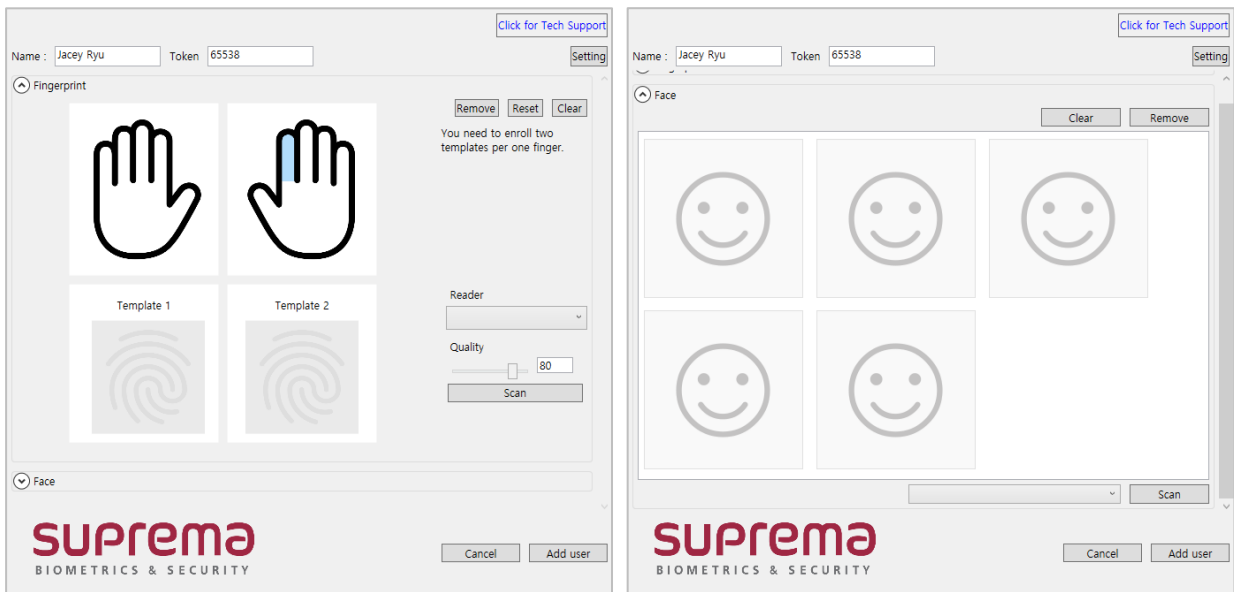 Click for Tech Support
Name : Jacey Ryu Token 65538 Setting
Fingerprint
Remove Reset Clear
You need to enroll two
templates per one finger.
Template 1 Template 2
Reader
Quality
80
Scan
Face
suprema
BIOMETRICS & SECURITY
Cancel Add user
Click for Tech Support
Name : Jacey Ryu Token 65538 Setting
Face
Clear Remove
Scan
suprema
BIOMETRICS & SECURITY
Cancel Add user